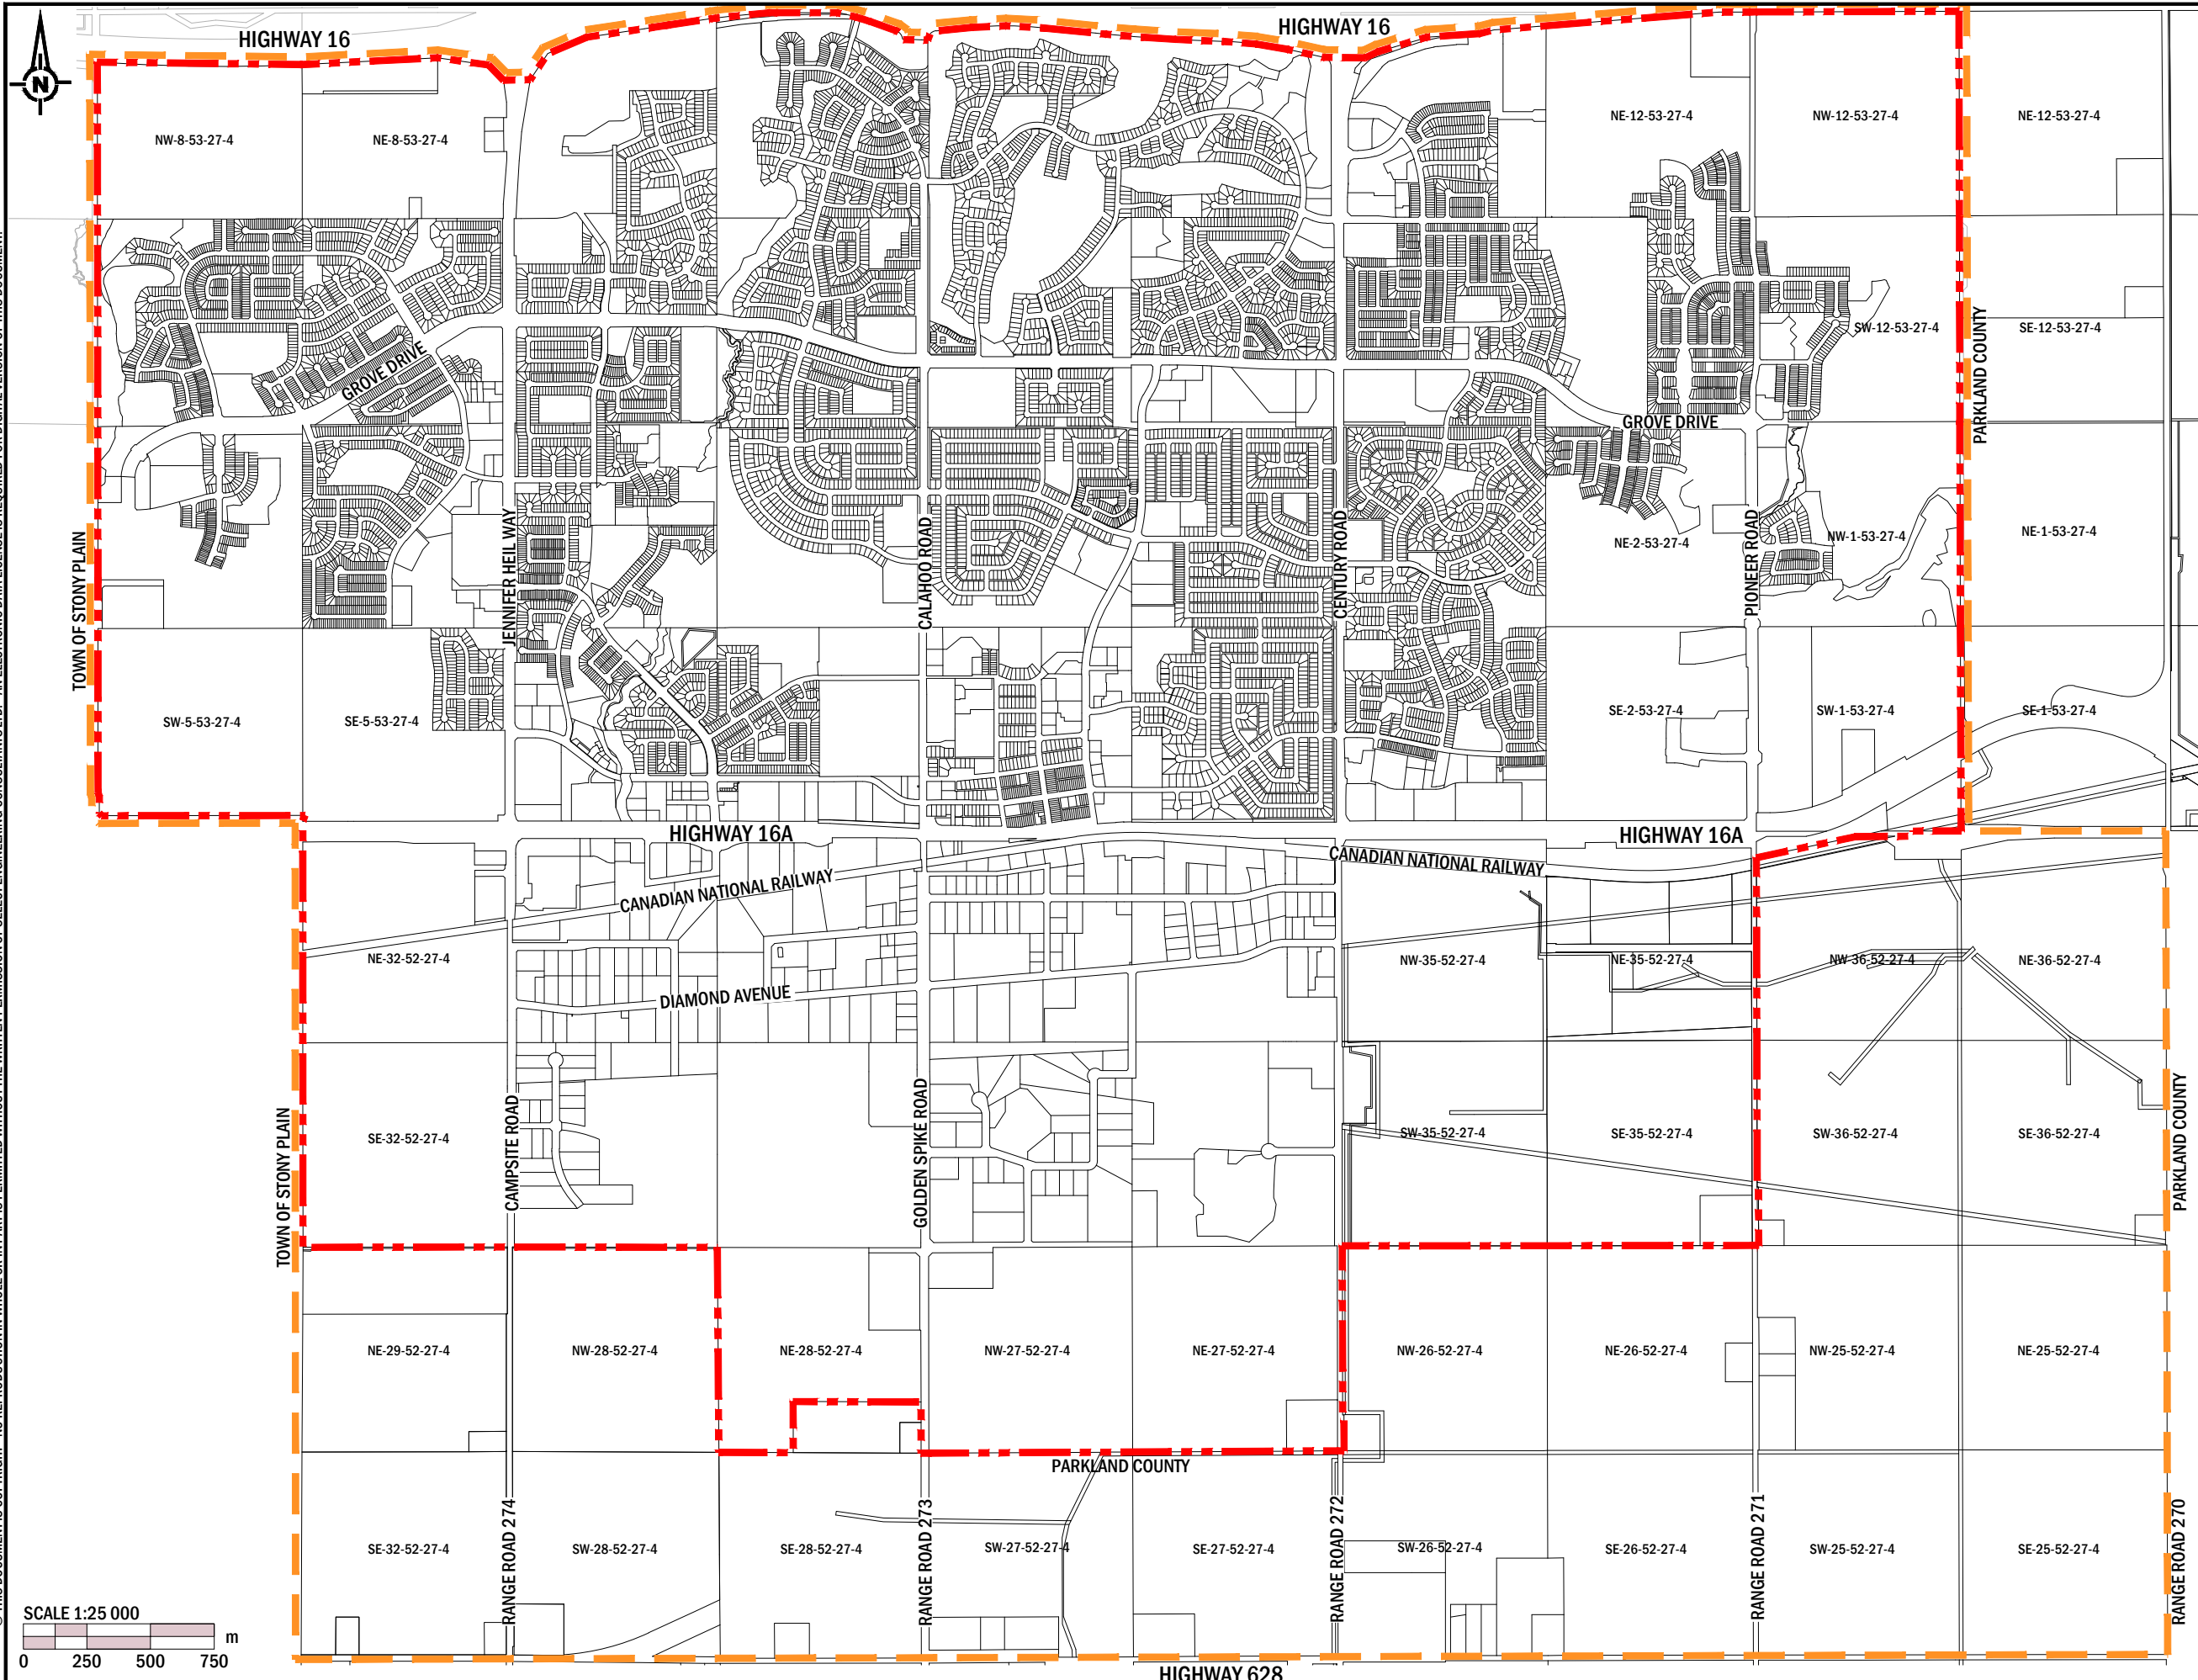 HIGHWAY 16
HIGHWAY 16
N
NW-8-53-27-4
NE-8-53-27-4
NE-12-53-27-4
NW-12-53-27-4
NE-12-53-27-4
GROVE DRIVE
SW-12-53-27-4
SE-12-53-27-4
PARKLAND COUNTY
GROVE DRIVE
TOWN OF STONY PLAIN
JENNIFER HEIL WAY
CALAHOO ROAD
CENTURY ROAD
PIONEER ROAD
NE-2-53-27-4
NW-1-53-27-4
NE-1-53-27-4
SW-5-53-27-4
SE-5-53-27-4
SE-2-53-27-4
SW-1-53-27-4
SE-1-53-27-4
HIGHWAY 16A
HIGHWAY 16A
CANADIAN NATIONAL RAILWAY
CANADIAN NATIONAL RAILWAY
NE-32-52-27-4
NW-35-52-27-4
NE-35-52-27-4
NW-36-52-27-4
NE-36-52-27-4
DIAMOND AVENUE
TOWN OF STONY PLAIN
SE-32-52-27-4
CAMPSITE ROAD
GOLDEN SPIKE ROAD
SW-35-52-27-4
SE-35-52-27-4
SW-36-52-27-4
SE-36-52-27-4
PARKLAND COUNTY
NE-29-52-27-4
NW-28-52-27-4
NE-28-52-27-4
NW-27-52-27-4
NE-27-52-27-4
NW-26-52-27-4
NE-26-52-27-4
NW-25-52-27-4
NE-25-52-27-4
PARKLAND COUNTY
SE-32-52-27-4
RANGE ROAD 274
SW-28-52-27-4
SE-28-52-27-4
RANGE ROAD 273
SW-27-52-27-4
SE-27-52-27-4
RANGE ROAD 272
SW-26-52-27-4
SE-26-52-27-4
RANGE ROAD 271
SW-25-52-27-4
SE-25-52-27-4
RANGE ROAD 270
SCALE 1:25 000
m
0 250 500 750
HIGHWAY 628